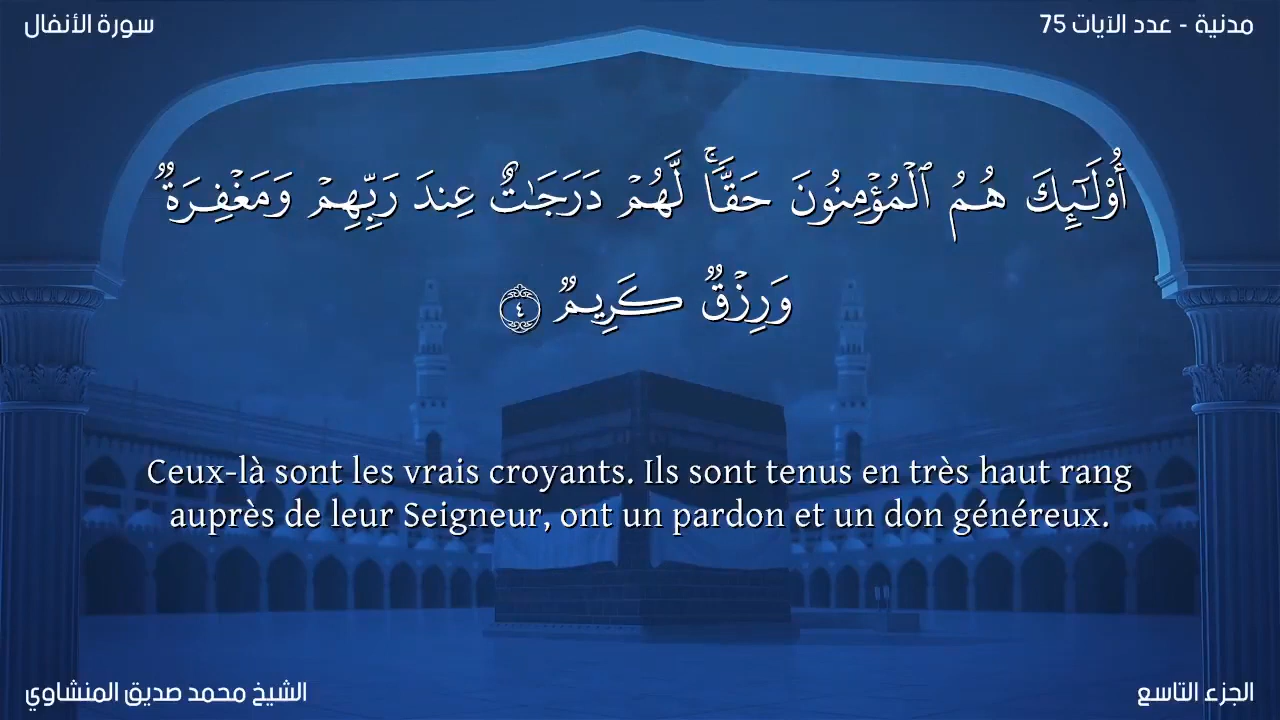 سورة الأنفال
مدنية - عدد الآيات 75
أُوْلَـٰٓئِكَ هُمُ ٱلْمُؤْمِنُونَ حَقًّاۚ لَّهُمْ دَرَجَـٰتٌ عِندَ رَبِّهِمْ وَمَغْفِرَةٌ
وَرِزْقٌ كَرِيمٌ ٤
Ceux-là sont les vrais croyants. Ils sont tenus en très haut rang
auprès de leur Seigneur, ont un pardon et un don généreux.
الشيخ محمد صديق المنشاوي
الجزء التاسع